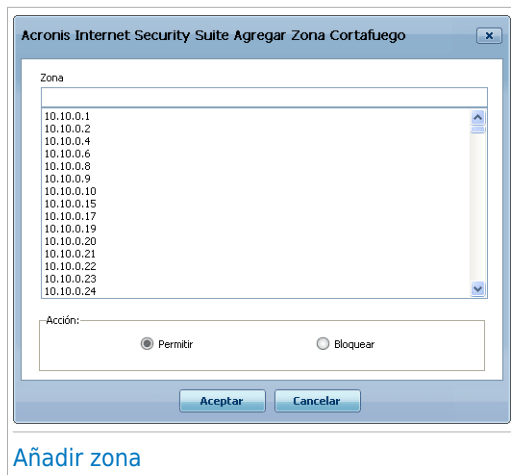 Acronis Internet Security Suite Agregar Zona Cortafuego
Zona
10.10.0.1
10.10.0.2
10.10.0.4
10.10.0.6
10.10.0.8
10.10.0.9
10.10.0.10
10.10.0.15
10.10.0.17
10.10.0.19
10.10.0.20
10.10.0.21
10.10.0.22
10.10.0.23
10.10.0.24
Acción:
Permitir Bloquear
Aceptar Cancelar
Añadir zona